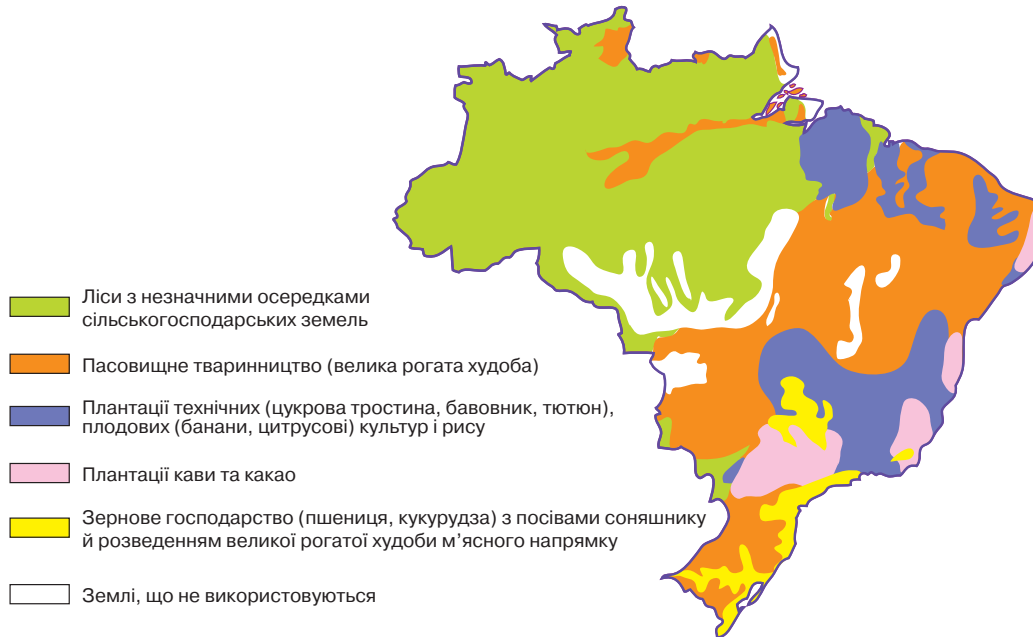 Ліси з незначними осередками
сільськогосподарських земель
Пасовищне тваринництво (велика рогата худоба)
Плантації технічних (цукрова тростина, бавовник, тютюн),
плодових (банани, цитрусові) культур і рису
Плантації кави та какао
Зернове господарство (пшениця, кукурудза) з посівами соняшнику
й розведенням великої рогатої худоби м’ясного напрямку
Землі, що не використовуються